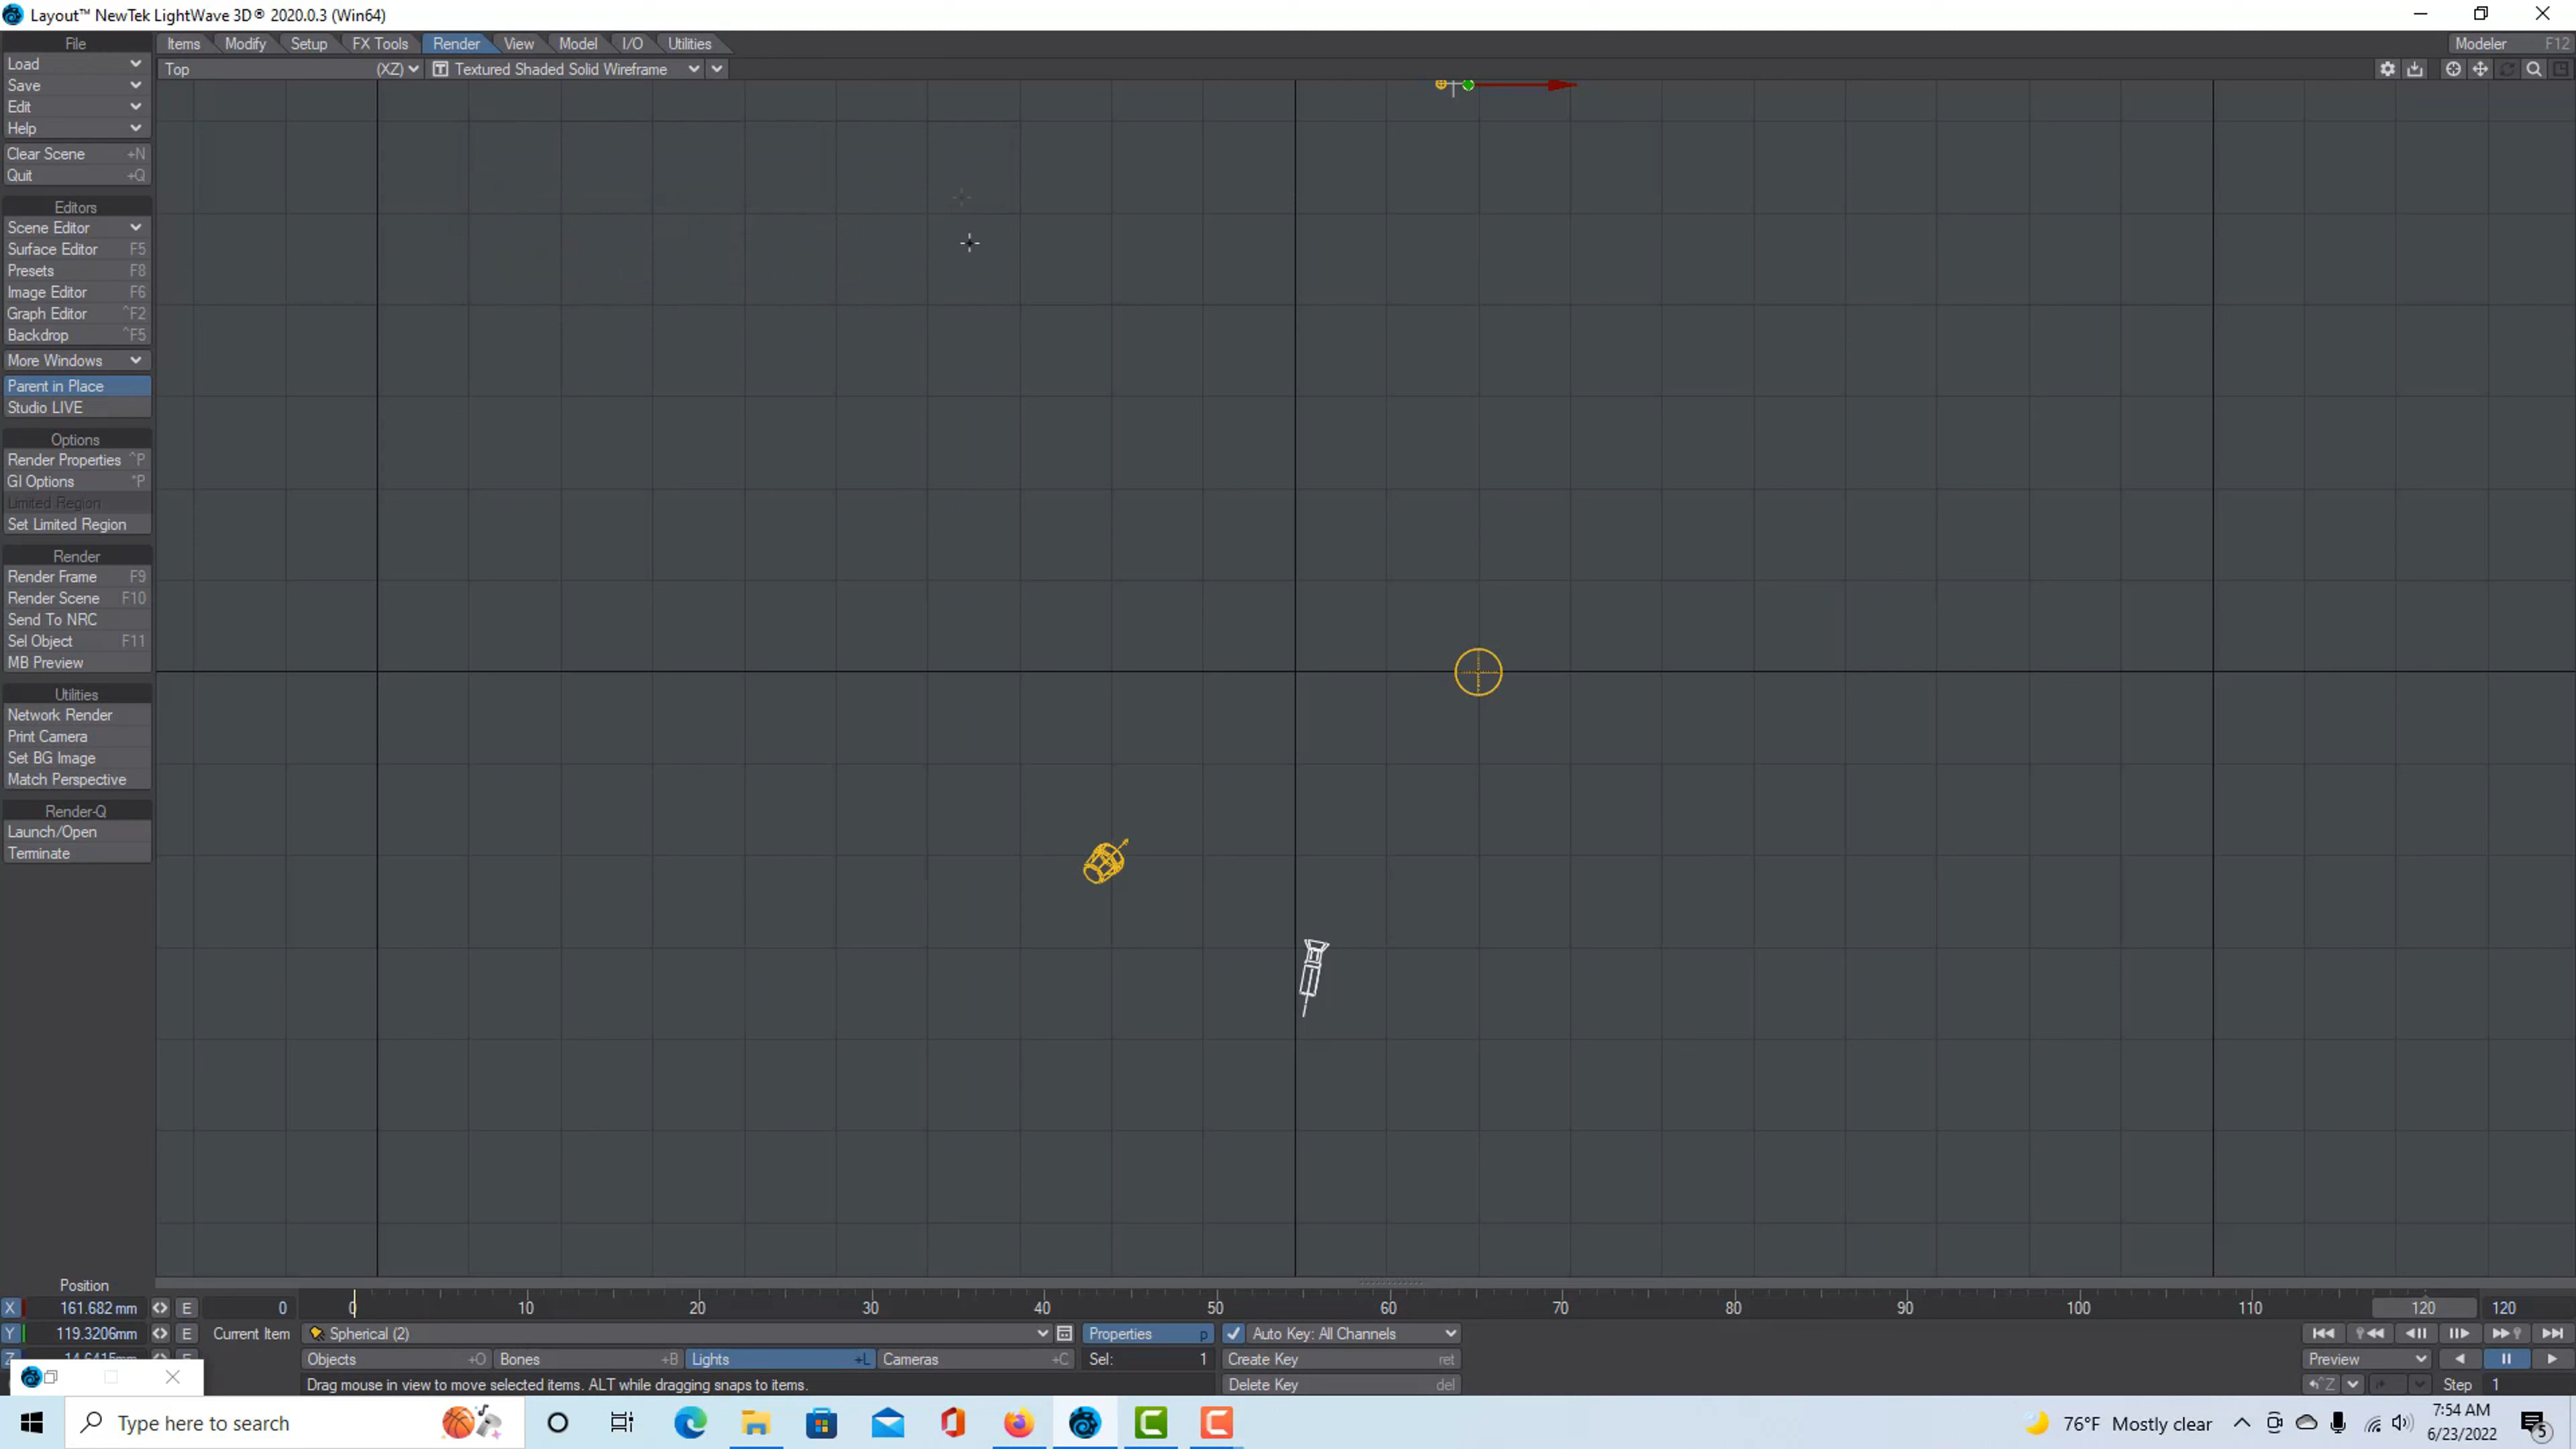 Layout™ NewTek LightWave 3D® 2020.0.3 (Win64)
File Items Modify Setup FX Tools Render View Model I/O Utilities Modeler F12
Load
Top (XZ) T Textured Shaded Solid Wireframe
Save
Edit
Help
Clear Scene +N
Quit +Q
Editors
Scene Editor
Surface Editor F5
Presets F8
Image Editor F6
Graph Editor ^F2
Backdrop ^F5
More Windows
Parent in Place
Studio LIVE
Options
Render Properties ^P
GI Options *P
Limited Region
Set Limited Region
Render
Render Frame F9
Render Scene F10
Send To NRC
Sel Object F11
MB Preview
Utilities
Network Render
Print Camera
Set BG Image
Match Perspective
Render-Q
Launch/Open
Terminate
Position
X 161.682 mm E 0 0 10 20 30 40 50 60 70 80 90 100 110 120 120
Y 119.3206mm E Current Item Spherical (2) Properties p Auto Key: All Channels
Objects +O Bones +B Lights +L Cameras +C Sel: 1 Create Key ret Preview
Drag mouse in view to move selected items. ALT while dragging snaps to items. Delete Key del ^Z Step 1
Type here to search 76°F Mostly clear 7:54 AM
6/23/2022 5